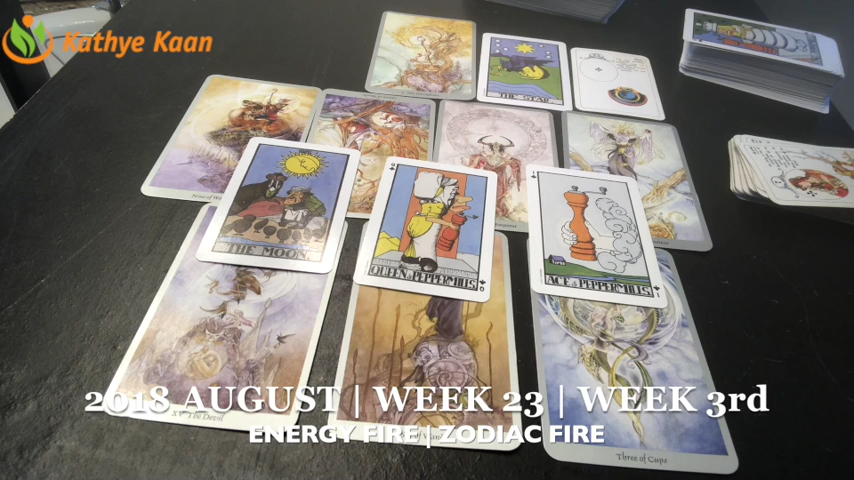 Kathye Kaan
THE STAR
THE MOON
QUEEN of PEPPERMILLS
ACE of PEPPERMILLS
XV The Devil
Three of Cups
2018 AUGUST | WEEK 23 | WEEK 3rd
ENERGY FIRE | ZODIAC FIRE